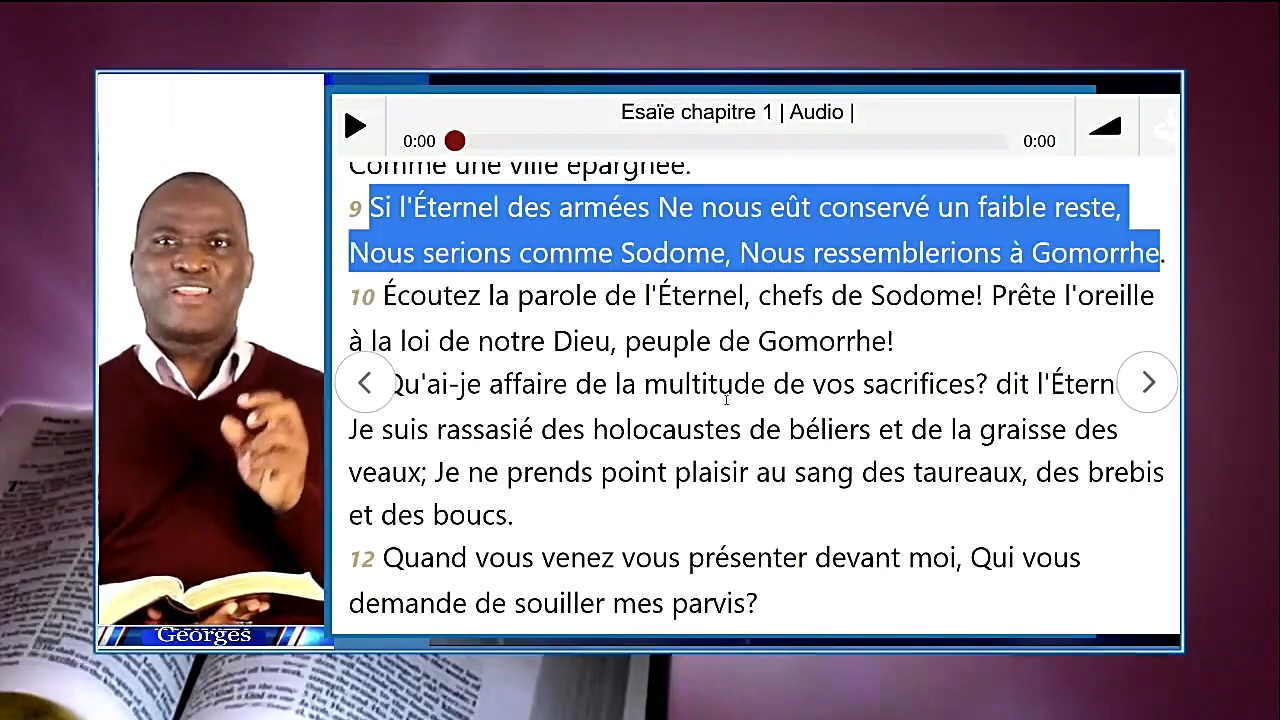 Esaïe chapitre 1 | Audio |
0:00
0:00
Comme une ville épargnée.
9 Si l'Éternel des armées Ne nous eût conservé un faible reste,
Nous serions comme Sodome, Nous ressemblerions à Gomorrhe.
10 Écoutez la parole de l'Éternel, chefs de Sodome! Prête l'oreille
à la loi de notre Dieu, peuple de Gomorrhe!
Qu'ai-je affaire de la multitude de vos sacrifices? dit l'Étern
Je suis rassasié des holocaustes de béliers et de la graisse des
veaux; Je ne prends point plaisir au sang des taureaux, des brebis
et des boucs.
12 Quand vous venez vous présenter devant moi, Qui vous
demande de souiller mes parvis?
Georges